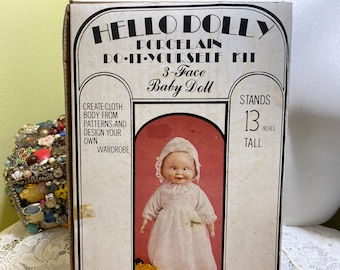 HELLO DOLLY
PORCELAIN
DO-IT-YOURSELF KIT
3-Face
Baby Doll
CREATE CLOTH
BODY FROM
PATTERNS AND
DESIGN YOUR
OWN
WARDROBE
STANDS
13 INCHES
TALL